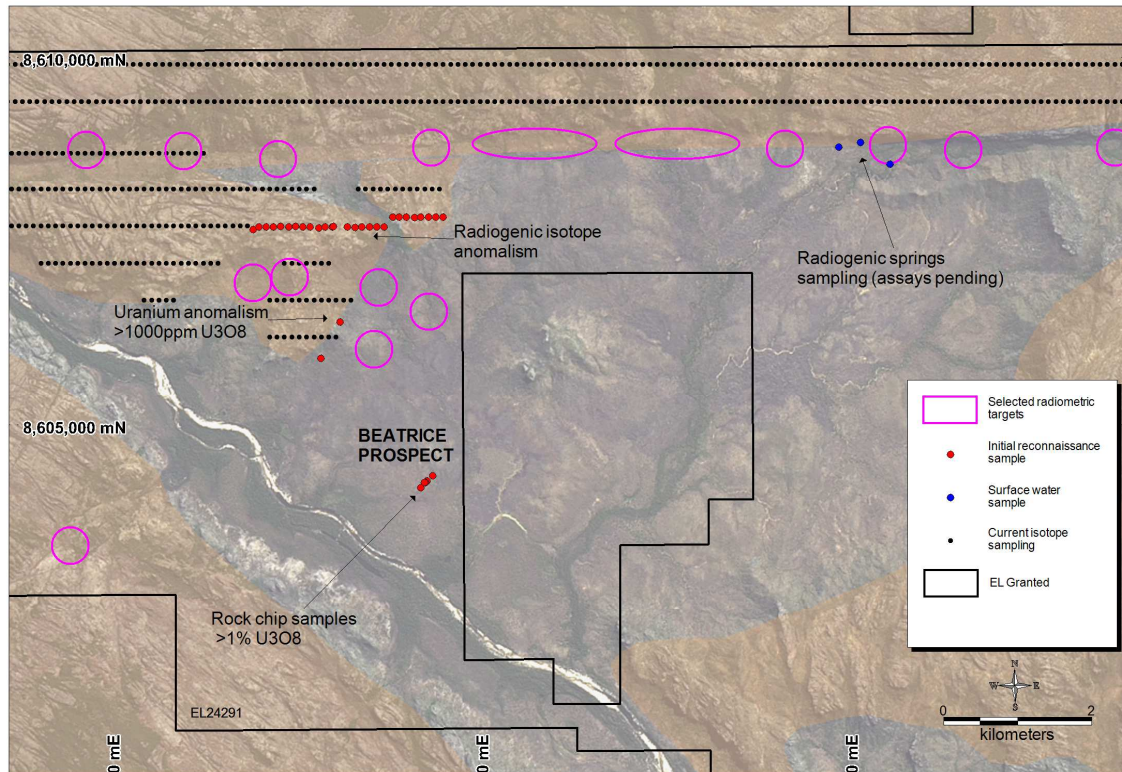 8,610,000 mN
Radiogenic isotope
anomalism
Radiogenic springs
sampling (assays pending)
Uranium anomalism
>1000ppm U3O8
8,605,000 mN
BEATRICE
PROSPECT
Rock chip samples
>1% U3O8
EL24291
Selected radiometric
targets
Initial reconnaissance
sample
Surface water
sample
Current isotope
sampling
EL Granted
N
W
E
S
0
2
kilometers
0 mE
0 mE
0 mE